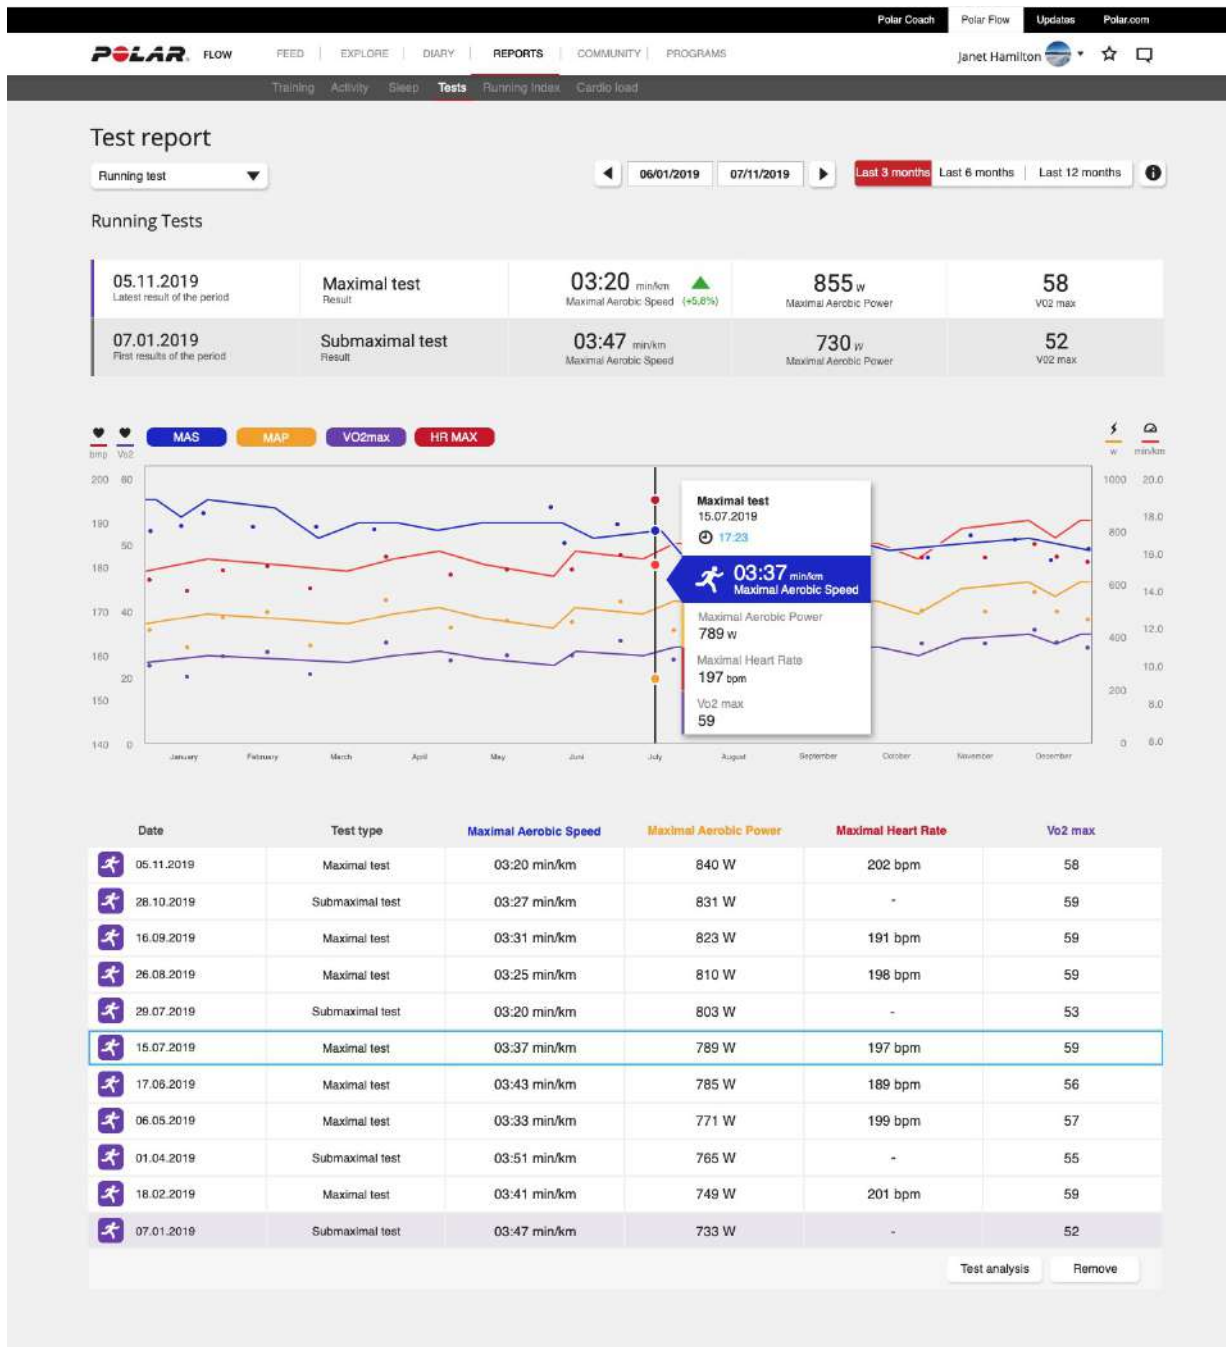 Polar Coach Polar Flow Updates Polar.com
POLAR. FLOW FEED EXPLORE DIARY REPORTS COMMUNITY PROGRAMS Janet Hamilton
Training Activity Sleep Tests Running Index Cardio load
Test report
Running test 06/01/2019 07/11/2019 Last 3 months Last 6 months Last 12 months
Running Tests
05.11.2019 Maximal test 03:20 min/km 855 w 58
Latest result of the period Result Maximal Aerobic Speed (+5,8%) Maximal Aerobic Power V02 max
07.01.2019 Submaximal test 03:47 min/km 730 w 52
First results of the period Result Maximal Aerobic Speed Maximal Aerobic Power V02 max
MAS MAP VO2max HR MAX
bmp Vo2 w min/km
200 60 1000 20.0
190 800 18.0
50 16.0
180 600 14.0
170 40 400 12.0
160 10.0
20 200
150 8.0
140 0 0 6.0
Maximal test
15.07.2019
17:23
03:37 min/km
Maximal Aerobic Speed
Maximal Aerobic Power
789 w
Maximal Heart Rate
197 bpm
Vo2 max
59
January February March April May Juni July August September October November December
Date Test type Maximal Aerobic Speed Maximal Aerobic Power Maximal Heart Rate Vo2 max
05.11.2019 Maximal test 03:20 min/km 840 W 202 bpm 58
28.10.2019 Submaximal test 03:27 min/km 831 W - 59
16.09.2019 Maximal test 03:31 min/km 823 W 191 bpm 59
26.08.2019 Maximal test 03:25 min/km 810 W 198 bpm 59
29.07.2019 Submaximal test 03:20 min/km 803 W - 53
15.07.2019 Maximal test 03:37 min/km 789 W 197 bpm 59
17.06.2019 Maximal test 03:43 min/km 785 W 189 bpm 56
06.05.2019 Maximal test 03:33 min/km 771 W 199 bpm 57
01.04.2019 Submaximal test 03:51 min/km 765 W - 55
18.02.2019 Maximal test 03:41 min/km 749 W 201 bpm 59
07.01.2019 Submaximal test 03:47 min/km 733 W - 52
Test analysis Remove